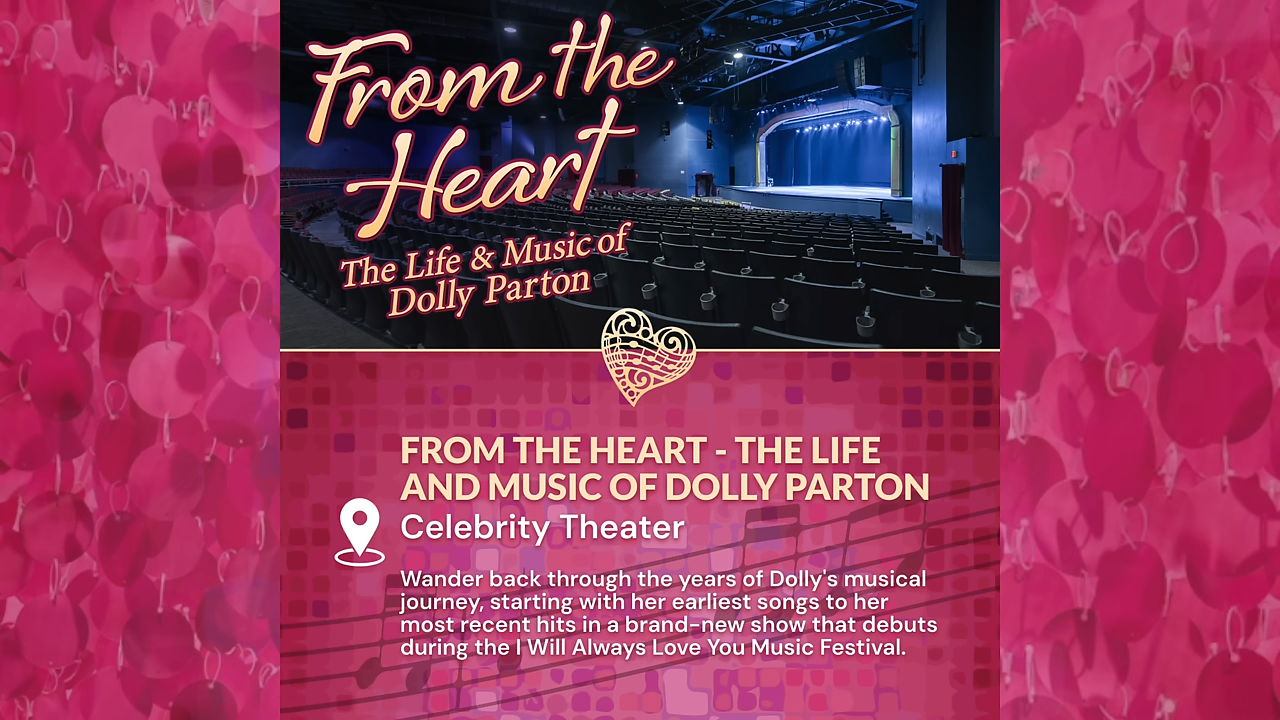 From the
Heart
The Life & Music of
Dolly Parton
FROM THE HEART - THE LIFE
AND MUSIC OF DOLLY PARTON
Celebrity Theater
Wander back through the years of Dolly's musical
journey, starting with her earliest songs to her
most recent hits in a brand-new show that debuts
during the I Will Always Love You Music Festival.